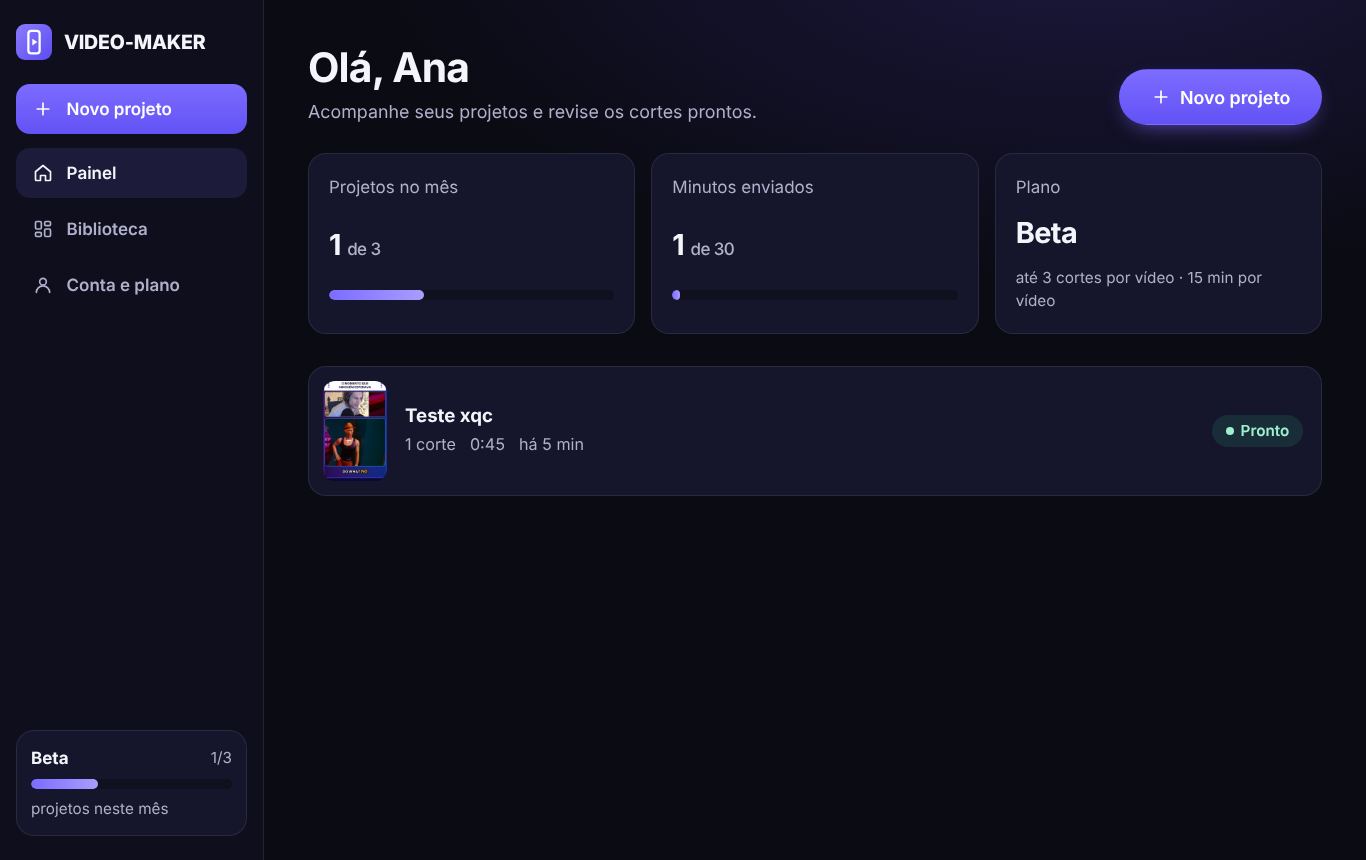 VIDEO-MAKER
Novo projeto
Painel
Biblioteca
Conta e plano
Beta
1/3
projetos neste mês
Olá, Ana
Acompanhe seus projetos e revise os cortes prontos.
Novo projeto
Projetos no mês
1 de 3
Minutos enviados
1 de 30
Plano
Beta
até 3 cortes por vídeo · 15 min por
vídeo
Teste xqc
1 corte 0:45 há 5 min
Pronto